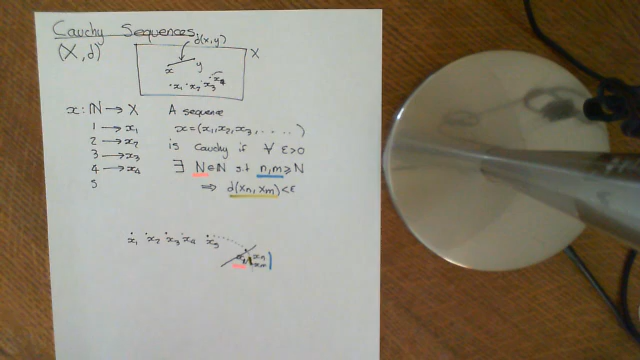 Cauchy Sequences.
(X,d)
d(x,y)
X
x y
x₁ x₂ x₃ x₄
x: ℕ → X A sequence
1 → x₁ x=(x₁,x₂,x₃,.....)
2 → x₂ is Cauchy if ∀ ε>0
3 → x₃ ∃ N∈ℕ s.t n,m≥N
4 → x₄ ⇒ d(xₙ,xₘ)<ε
5
x₁ x₂ x₃ x₄ x₅
xₙ
xₘ